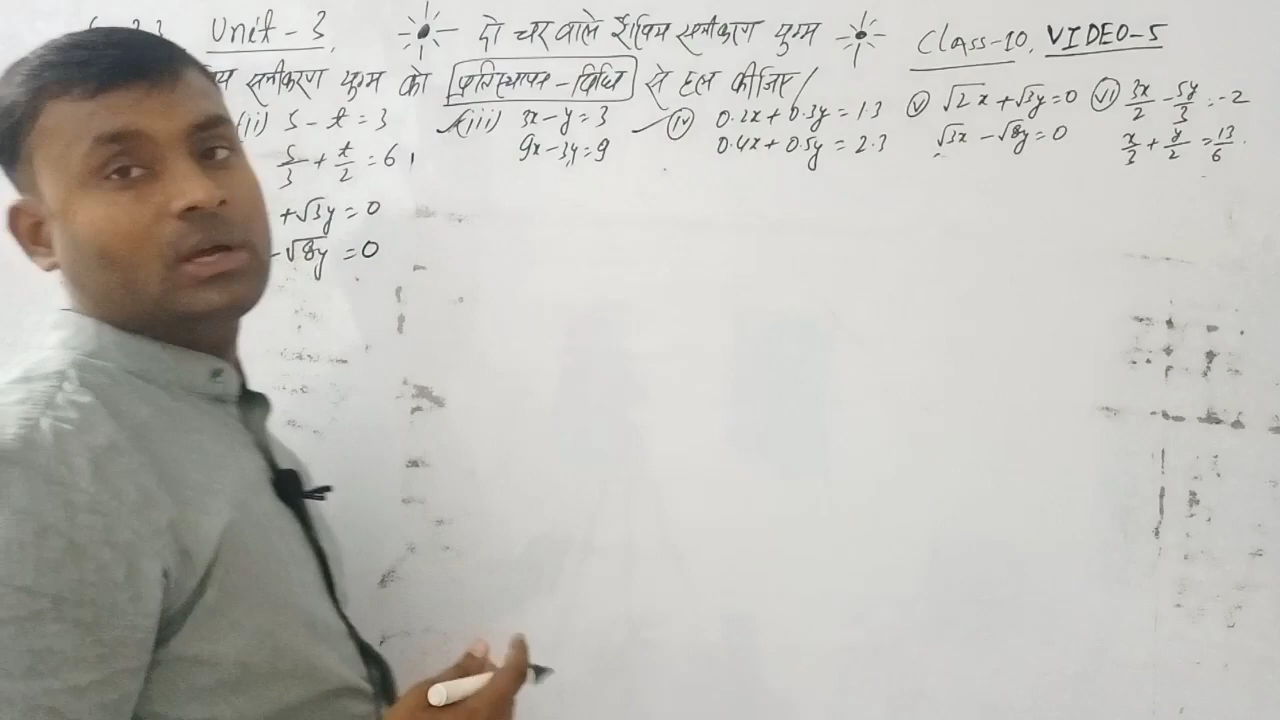 Unit - 3, दो चर वाले रैखिक समीकरण युग्म Class-10, VIDEO-5
समीकरण युग्म को प्रतिस्थापन - विधि से हल कीजिए /
(ii) s - t = 3
s/3 + t/2 = 6
(iii) 3x - y = 3
9x - 3y = 9
(iv) 0.2x + 0.3y = 1.3
0.4x + 0.5y = 2.3
(v) √2x + √3y = 0
√3x - √8y = 0
(vi) 3x/2 - 5y/3 = -2
x/3 + y/2 = 13/6
+ √3y = 0
- √8y = 0